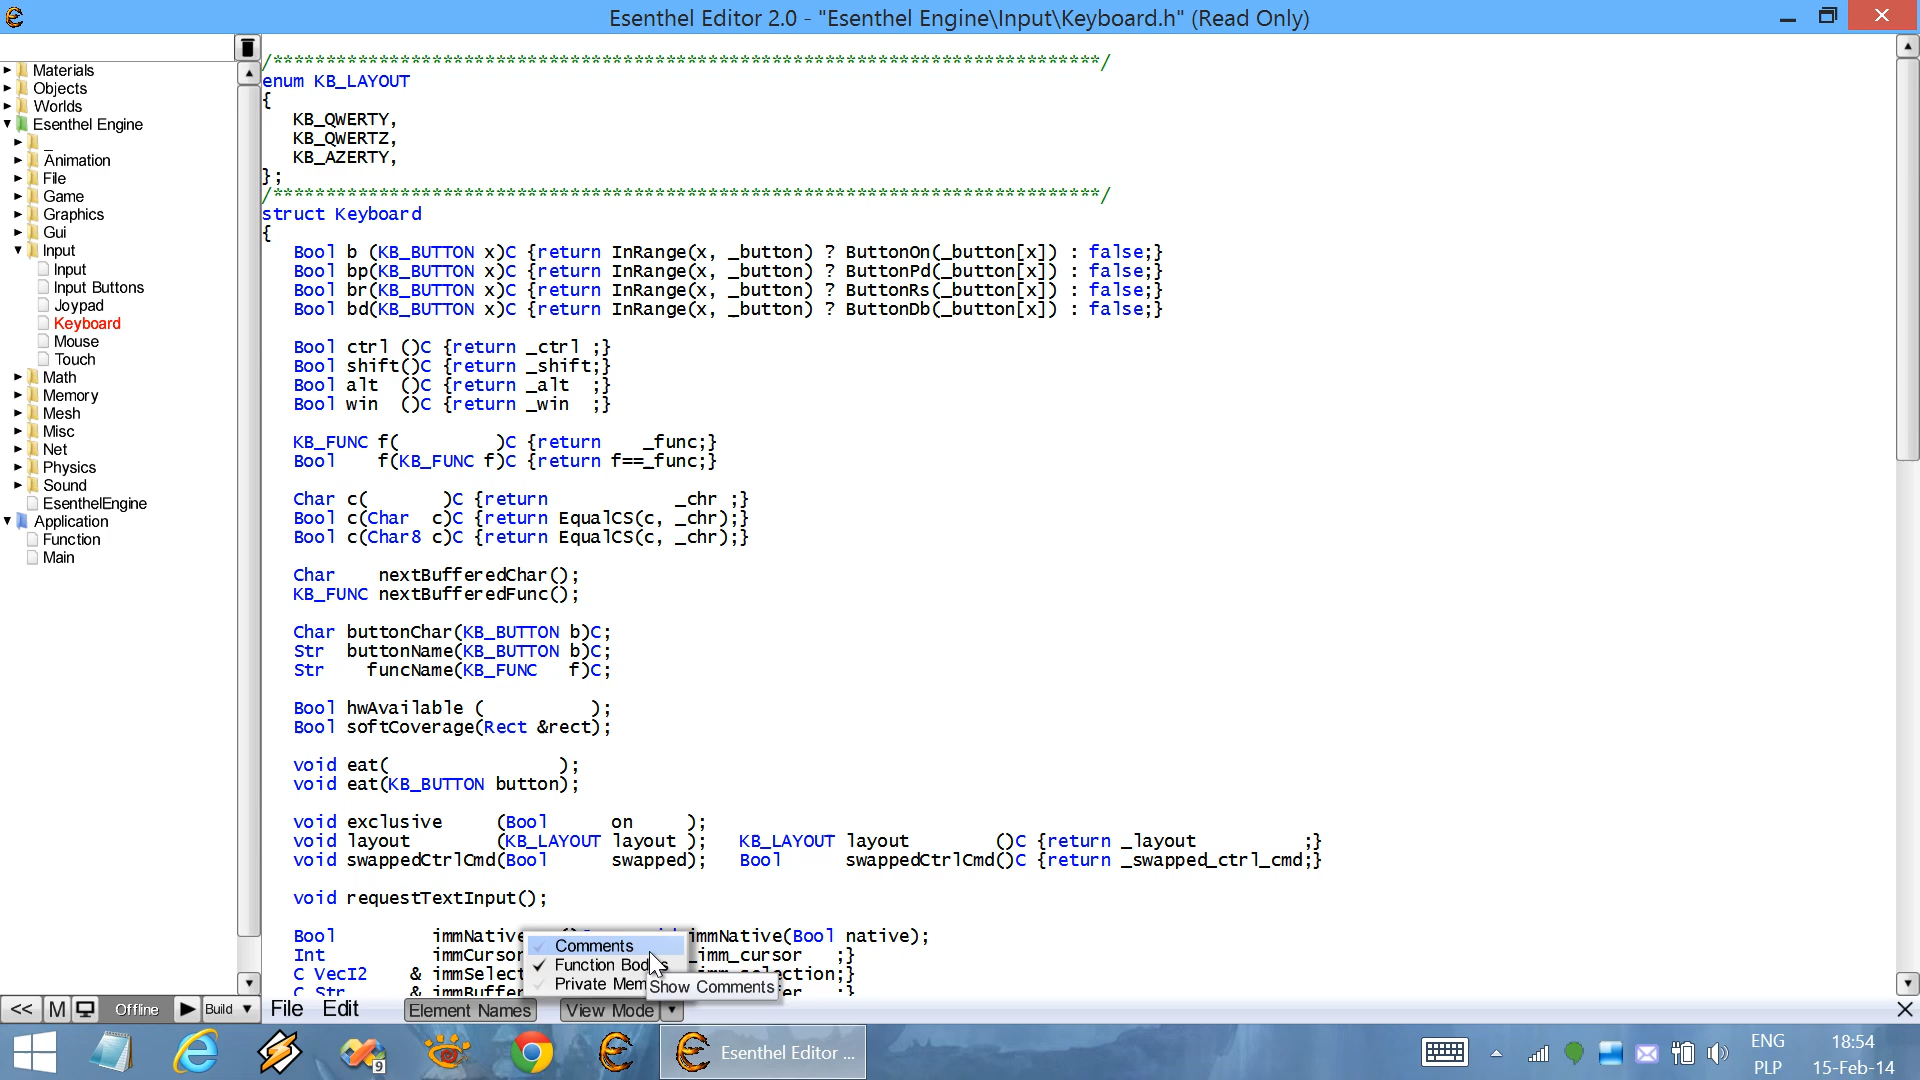 Esenthel Editor 2.0 - "Esenthel Engine\Input\Keyboard.h" (Read Only)
Materials
Objects
Worlds
Esenthel Engine
_
Animation
File
Game
Graphics
Gui
Input
Input
Input Buttons
Joypad
Keyboard
Mouse
Touch
Math
Memory
Mesh
Misc
Net
Physics
Sound
EsenthelEngine
Application
Function
Main
/******************************************************************************/
enum KB_LAYOUT
{
   KB_QWERTY,
   KB_QWERTZ,
   KB_AZERTY,
};
/******************************************************************************/
struct Keyboard
{
   Bool b (KB_BUTTON x)C {return InRange(x, _button) ? ButtonOn(_button[x]) : false;}
   Bool bp(KB_BUTTON x)C {return InRange(x, _button) ? ButtonPd(_button[x]) : false;}
   Bool br(KB_BUTTON x)C {return InRange(x, _button) ? ButtonRs(_button[x]) : false;}
   Bool bd(KB_BUTTON x)C {return InRange(x, _button) ? ButtonDb(_button[x]) : false;}
   Bool ctrl ()C {return _ctrl ;}
   Bool shift()C {return _shift;}
   Bool alt  ()C {return _alt  ;}
   Bool win  ()C {return _win  ;}
   KB_FUNC f(         )C {return    _func;}
   Bool    f(KB_FUNC f)C {return f==_func;}
   Char c(       )C {return            _chr ;}
   Bool c(Char  c)C {return EqualCS(c, _chr);}
   Bool c(Char8 c)C {return EqualCS(c, _chr);}
   Char    nextBufferedChar();
   KB_FUNC nextBufferedFunc();
   Char buttonChar(KB_BUTTON b)C;
   Str  buttonName(KB_BUTTON b)C;
   Str    funcName(KB_FUNC   f)C;
   Bool hwAvailable (          );
   Bool softCoverage(Rect &rect);
   void eat(                );
   void eat(KB_BUTTON button);
   void exclusive     (Bool      on     );
   void layout        (KB_LAYOUT layout );   KB_LAYOUT layout        ()C {return _layout          ;}
   void swappedCtrlCmd(Bool      swapped);   Bool      swappedCtrlCmd()C {return _swapped_ctrl_cmd;}
   void requestTextInput();
   Bool         immNative immNative(Bool native);
   Int          immCursor _imm_cursor   ;}
   C VecI2    & immSelect selection;}
   C Str      & immBuffer ;}
Comments
Function Bodies
Private Mem
Show Comments
<< M Offline Build File Edit Element Names View Mode
9
Esenthel Editor ...
ENG
PLP
18:54
15-Feb-14